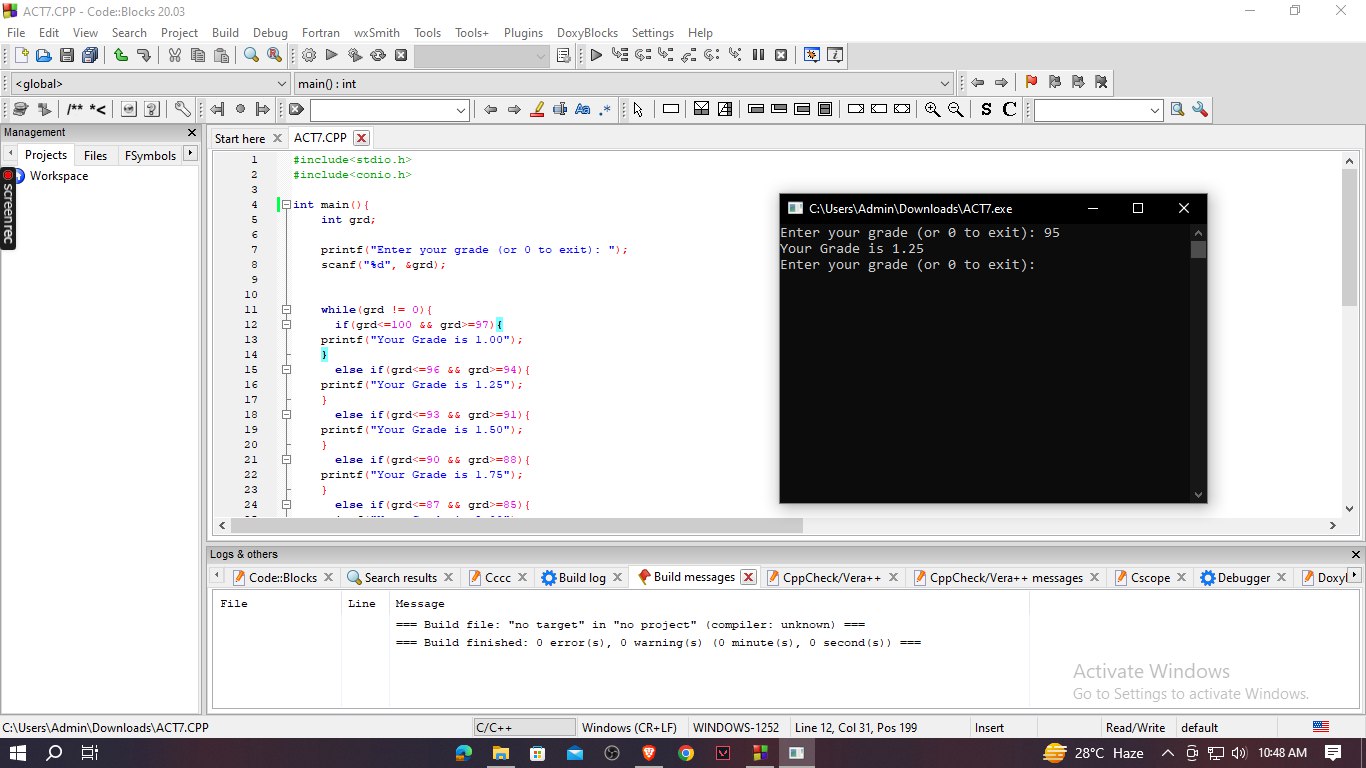 ACT7.CPP - Code::Blocks 20.03
File Edit View Search Project Build Debug Fortran wxSmith Tools Tools+ Plugins DoxyBlocks Settings Help
<global>
main() : int
/** *<
Aa .*
S C
Management
Projects Files FSymbols
Workspace
screenrec
Start here ACT7.CPP
1 #include<stdio.h>
2 #include<conio.h>
3
4 int main(){
5 int grd;
6
7 printf("Enter your grade (or 0 to exit): ");
8 scanf("%d", &grd);
9
10
11 while(grd != 0){
12 if(grd<=100 && grd>=97){
13 printf("Your Grade is 1.00");
14 }
15 else if(grd<=96 && grd>=94){
16 printf("Your Grade is 1.25");
17 }
18 else if(grd<=93 && grd>=91){
19 printf("Your Grade is 1.50");
20 }
21 else if(grd<=90 && grd>=88){
22 printf("Your Grade is 1.75");
23 }
24 else if(grd<=87 && grd>=85){
C:\Users\Admin\Downloads\ACT7.exe
Enter your grade (or 0 to exit): 95
Your Grade is 1.25
Enter your grade (or 0 to exit):
Logs & others
Code::Blocks Search results Cccc Build log Build messages CppCheck/Vera++ CppCheck/Vera++ messages Cscope Debugger Doxyl
File Line Message
=== Build file: "no target" in "no project" (compiler: unknown) ===
=== Build finished: 0 error(s), 0 warning(s) (0 minute(s), 0 second(s)) ===
Activate Windows
Go to Settings to activate Windows.
C:\Users\Admin\Downloads\ACT7.CPP C/C++ Windows (CR+LF) WINDOWS-1252 Line 12, Col 31, Pos 199 Insert Read/Write default
28°C Haze 10:48 AM